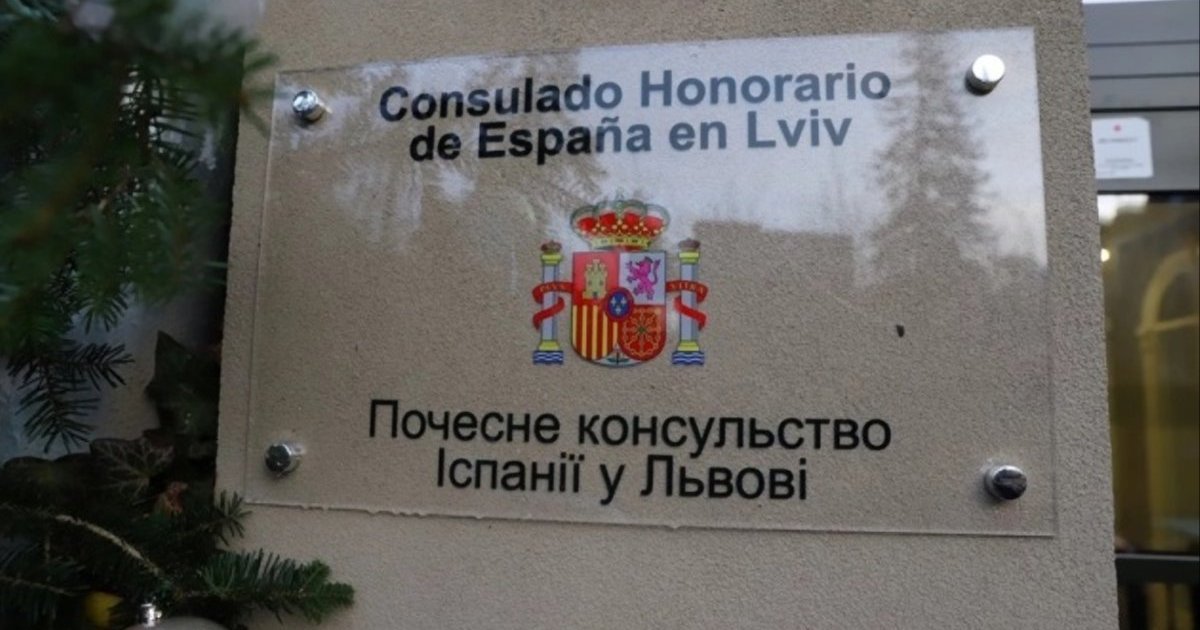 Consulado Honorario
de España en Lviv
Почесне консульство
Іспанії у Львові